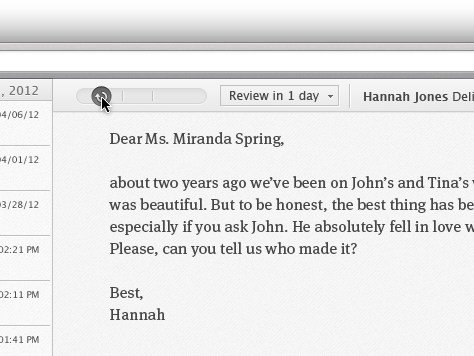 , 2012
04/06/12
04/01/12
03/28/12
02:21 PM
02:11 PM
01:41 PM
Review in 1 day
Hannah Jones Deli
Dear Ms. Miranda Spring,
about two years ago we’ve been on John’s and Tina’s
was beautiful. But to be honest, the best thing has be
especially if you ask John. He absolutely fell in love w
Please, can you tell us who made it?
Best,
Hannah